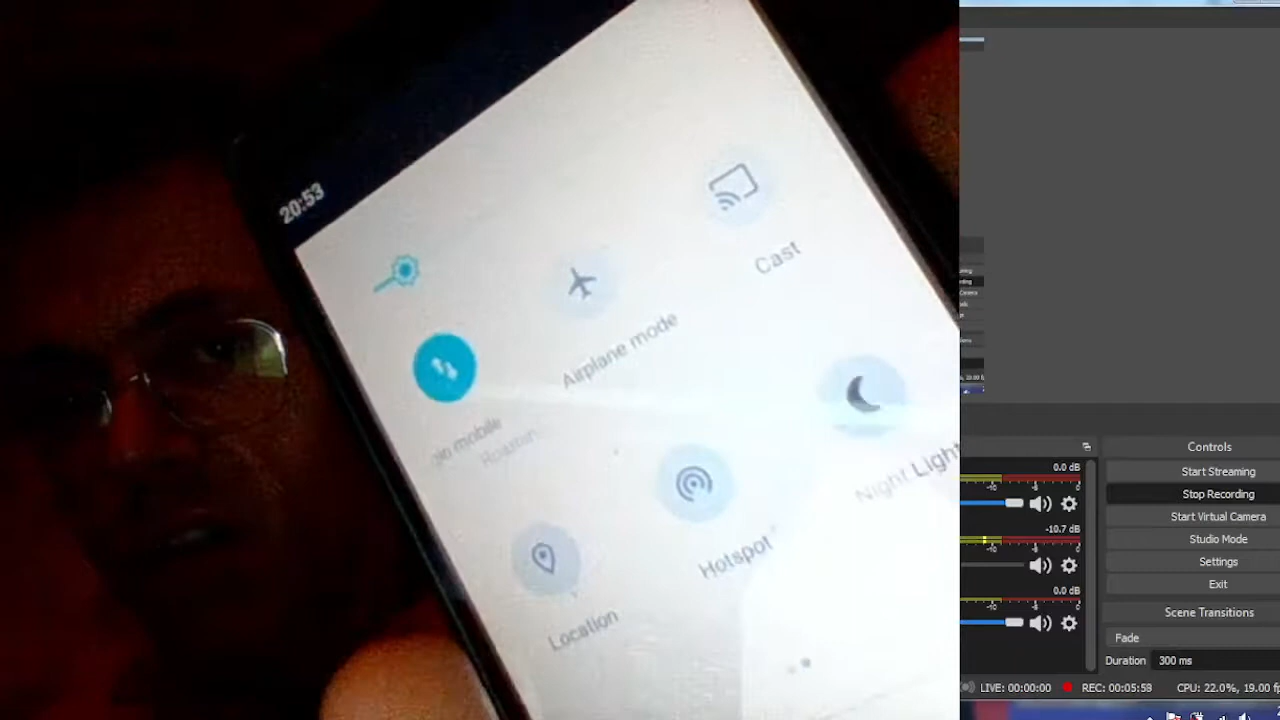 20:53
Cast
Airplane mode
mobile
Roaming
Night Light
Hotspot
Location
0.0 dB
-10.7 dB
0.0 dB
Controls
Start Streaming
Stop Recording
Start Virtual Camera
Studio Mode
Settings
Exit
Scene Transitions
Fade
Duration 300 ms
LIVE: 00:00:00 REC: 00:05:58 CPU: 22.0%, 19.00 fp